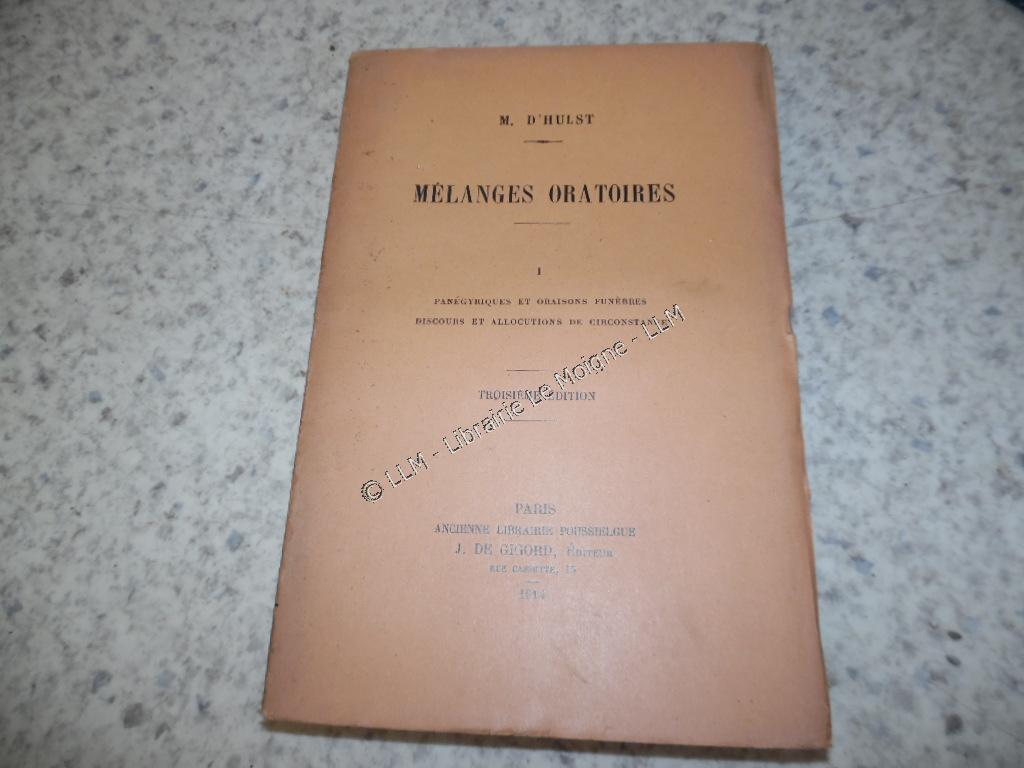 M. D'HULST
MÉLANGES ORATOIRES
I
PANÉGYRIQUES ET ORAISONS FUNÈBRES
DISCOURS ET ALLOCUTIONS DE CIRCONSTANCE
TROISIÈME ÉDITION
© LLM - Librairie Le Moigne - LLM
PARIS
ANCIENNE LIBRAIRIE POUSSIELGUE
J. DE GIGORD, ÉDITEUR
RUE CASSETTE, 15
1914